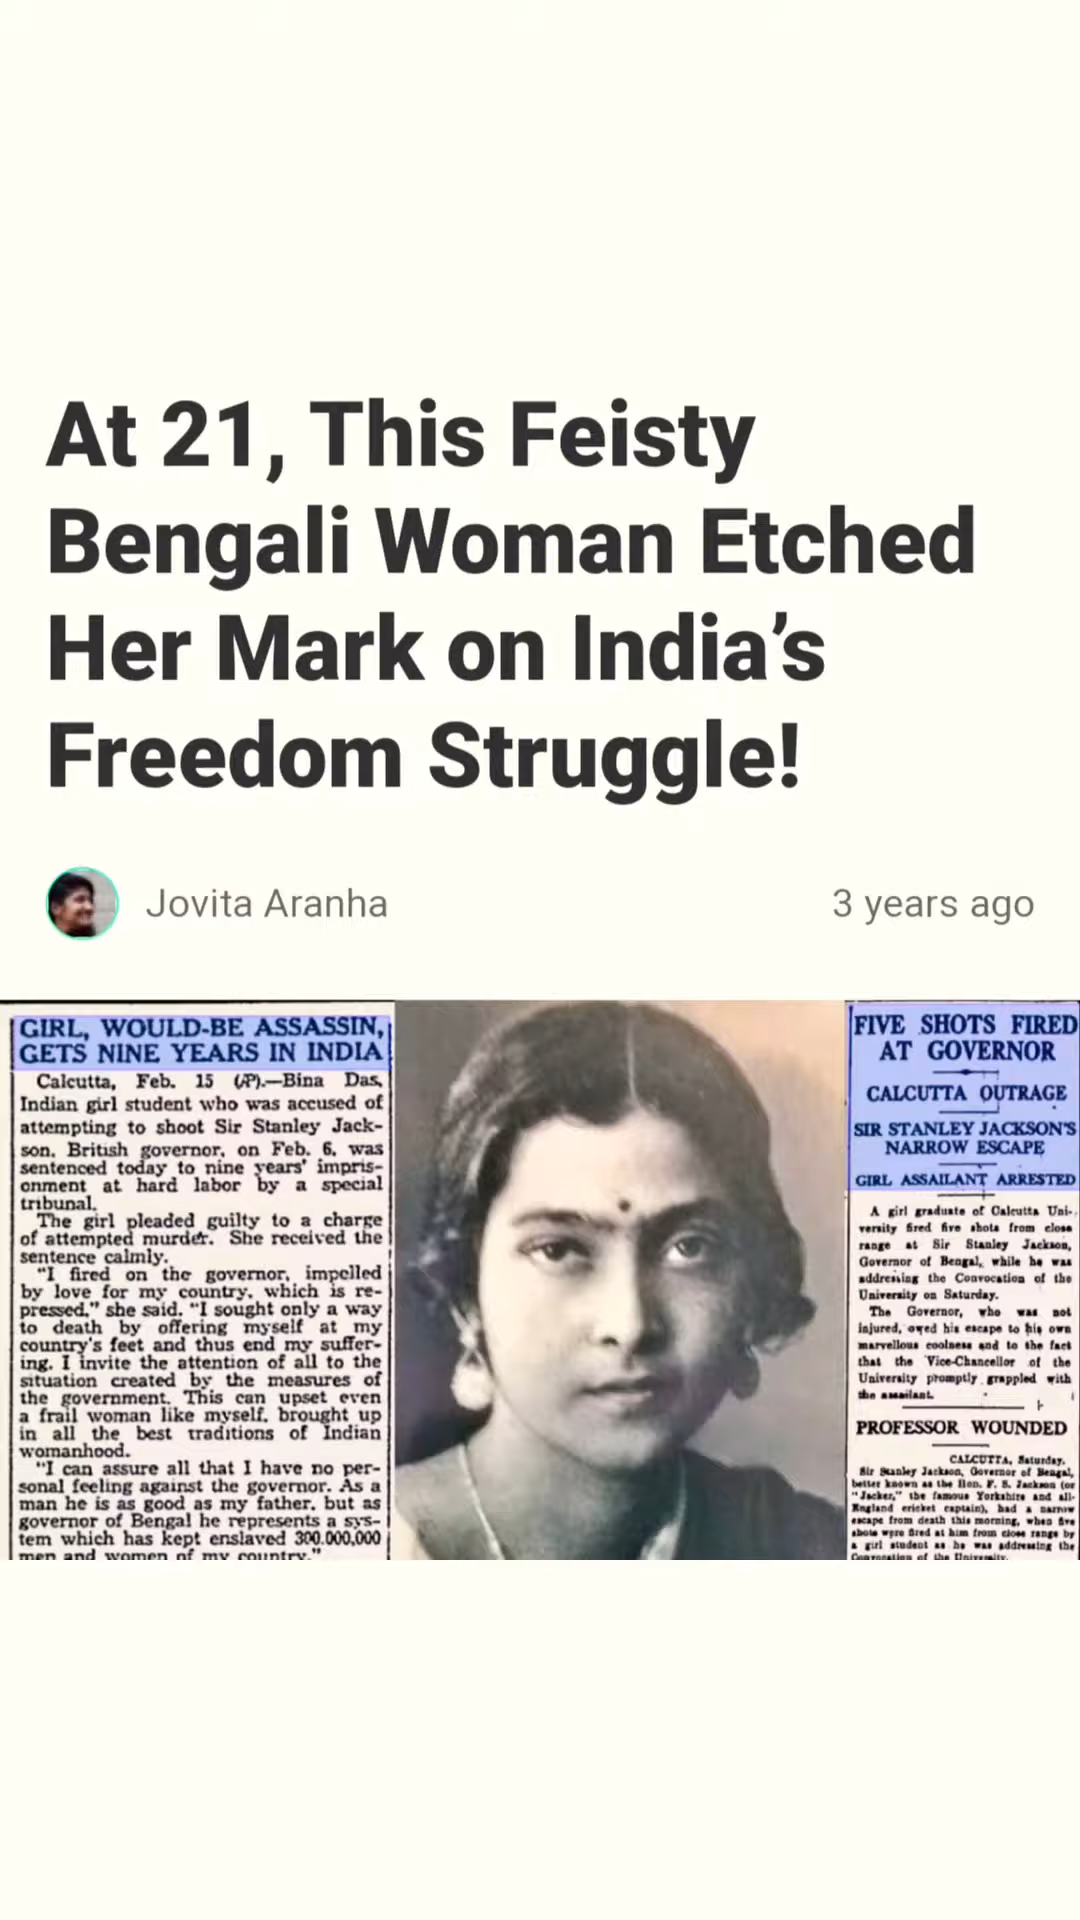 At 21, This Feisty
Bengali Woman Etched
Her Mark on India’s
Freedom Struggle!
Jovita Aranha
3 years ago
GIRL, WOULD-BE ASSASSIN,
GETS NINE YEARS IN INDIA
Calcutta, Feb. 15 (AP).—Bina Das,
Indian girl student who was accused of
attempting to shoot Sir Stanley Jack-
son, British governor, on Feb. 6, was
sentenced today to nine years' impris-
onment at hard labor by a special
tribunal.
The girl pleaded guilty to a charge
of attempted murder. She received the
sentence calmly.
"I fired on the governor, impelled
by love for my country, which is re-
pressed," she said. "I sought only a way
to death by offering myself at my
country's feet and thus end my suffer-
ing. I invite the attention of all to the
situation created by the measures of
the government. This can upset even
a frail woman like myself, brought up
in all the best traditions of Indian
womanhood.
"I can assure all that I have no per-
sonal feeling against the governor. As a
man he is as good as my father, but as
governor of Bengal he represents a sys-
tem which has kept enslaved 300,000,000
men and women of my country."
FIVE SHOTS FIRED
AT GOVERNOR
CALCUTTA OUTRAGE
SIR STANLEY JACKSON'S
NARROW ESCAPE
GIRL ASSAILANT ARRESTED
A girl graduate of Calcutta Uni-
versity fired five shots from close
range at Sir Stanley Jackson,
Governor of Bengal, while he was
addressing the Convocation of the
University on Saturday.
The Governor, who was not
injured, owed his escape to his own
marvellous coolness and to the fact
that the Vice-Chancellor of the
University promptly grappled with
the assailant.
PROFESSOR WOUNDED
CALCUTTA, Saturday.
Sir Stanley Jackson, Governor of Bengal,
better known as the Hon. F. S. Jackson (or
"Jacker," the famous Yorkshire and all-
England cricket captain), had a narrow
escape from death this morning, when five
shots were fired at him from close range by
a girl student as he was addressing the
Convocation of the University.